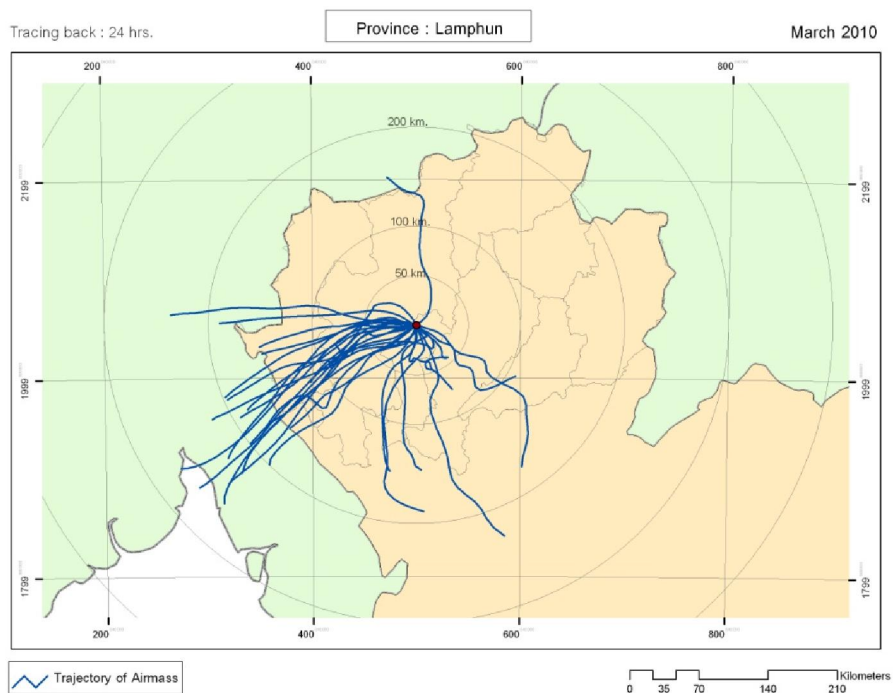 Tracing back : 24 hrs.
Province : Lamphun
March 2010
200
400
600
800
200 km.
100 km.
50 km.
2199
2199
1999
1999
1799
1799
200
400
600
800
Trajectory of Airmass
Kilometers
0 35 70 140 210